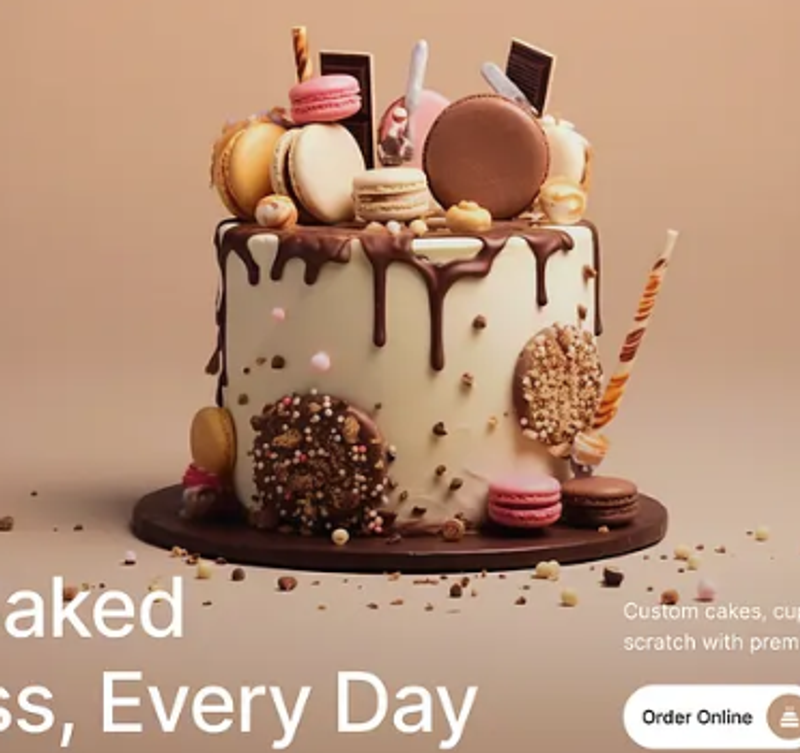 aked
ss, Every Day
Custom cakes, cup
scratch with prem
Order Online